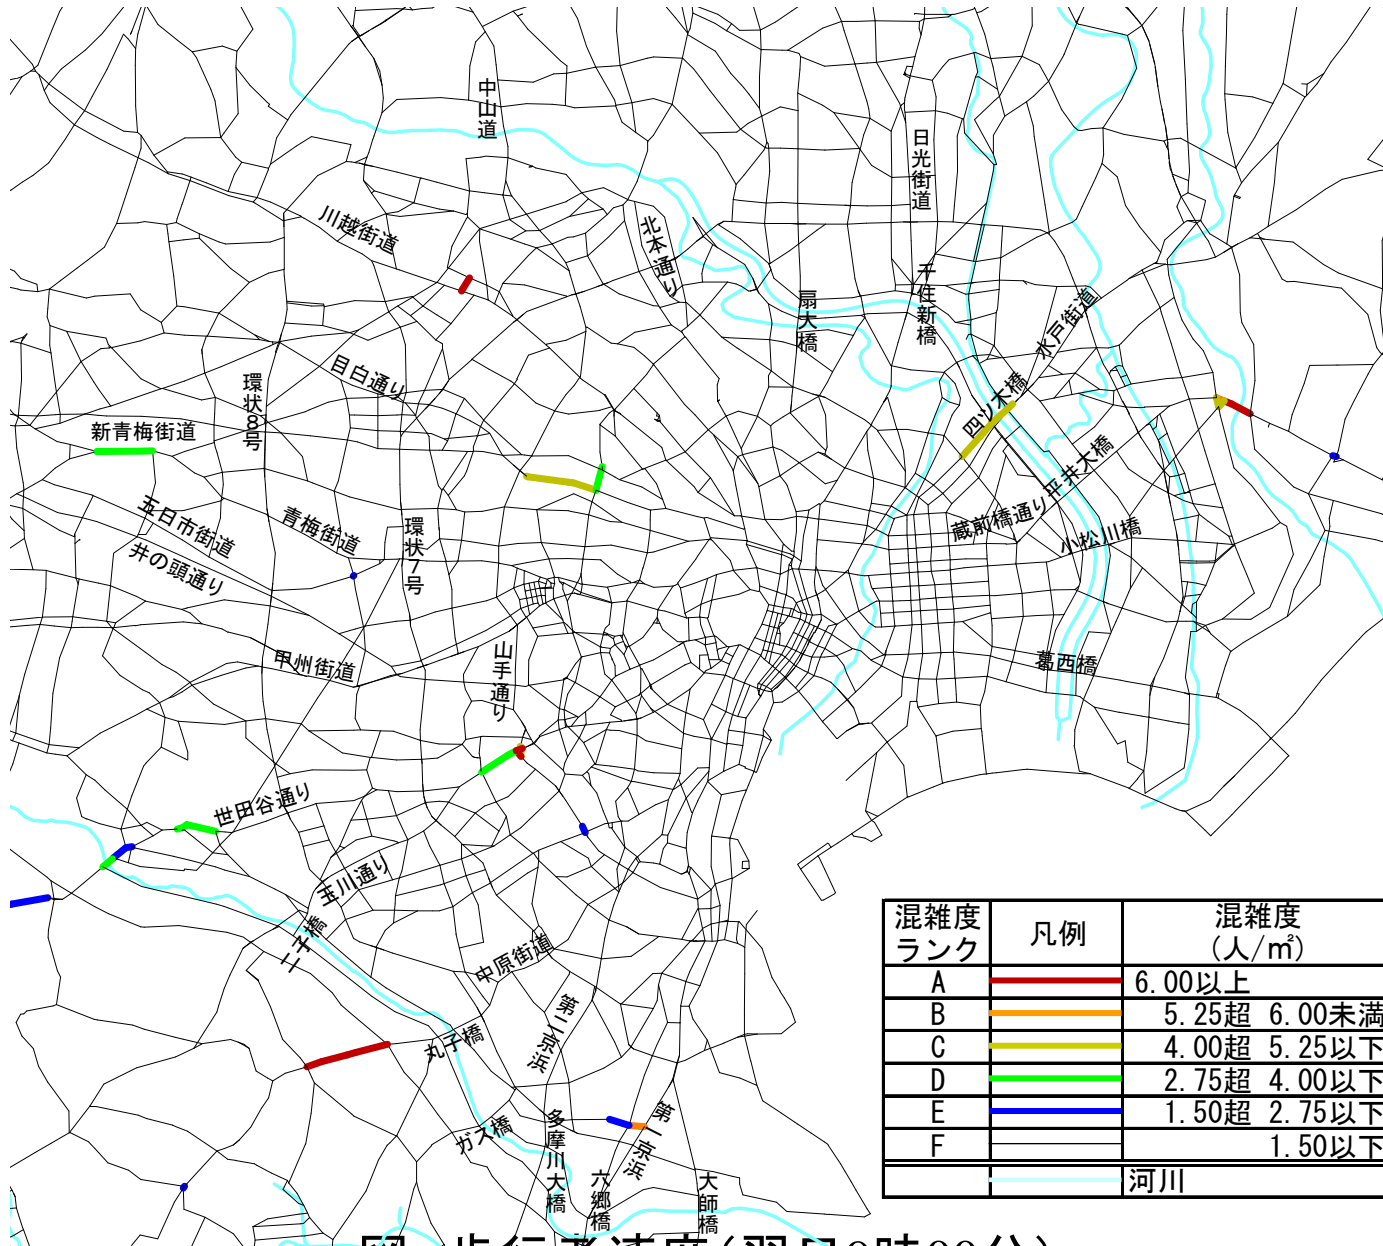 中山道
日光街道
川越街道
北本通り
千住新橋
扇大橋
水戸街道
目白通り
環状8号
四ツ木橋
新青梅街道
平井大橋
五日市街道
青梅街道
環状7号
蔵前橋通り
小松川橋
井の頭通り
甲州街道
山手通り
葛西橋
世田谷通り
玉川通り
二子橋
中原街道
第二京浜
丸子橋
ガス橋
多摩川大橋
第一京浜
六郷橋
大師橋
混雑度ランク 凡例 混雑度(人/㎡)
A 6.00以上
B 5.25超 6.00未満
C 4.00超 5.25以下
D 2.75超 4.00以下
E 1.50超 2.75以下
F 1.50以下
河川